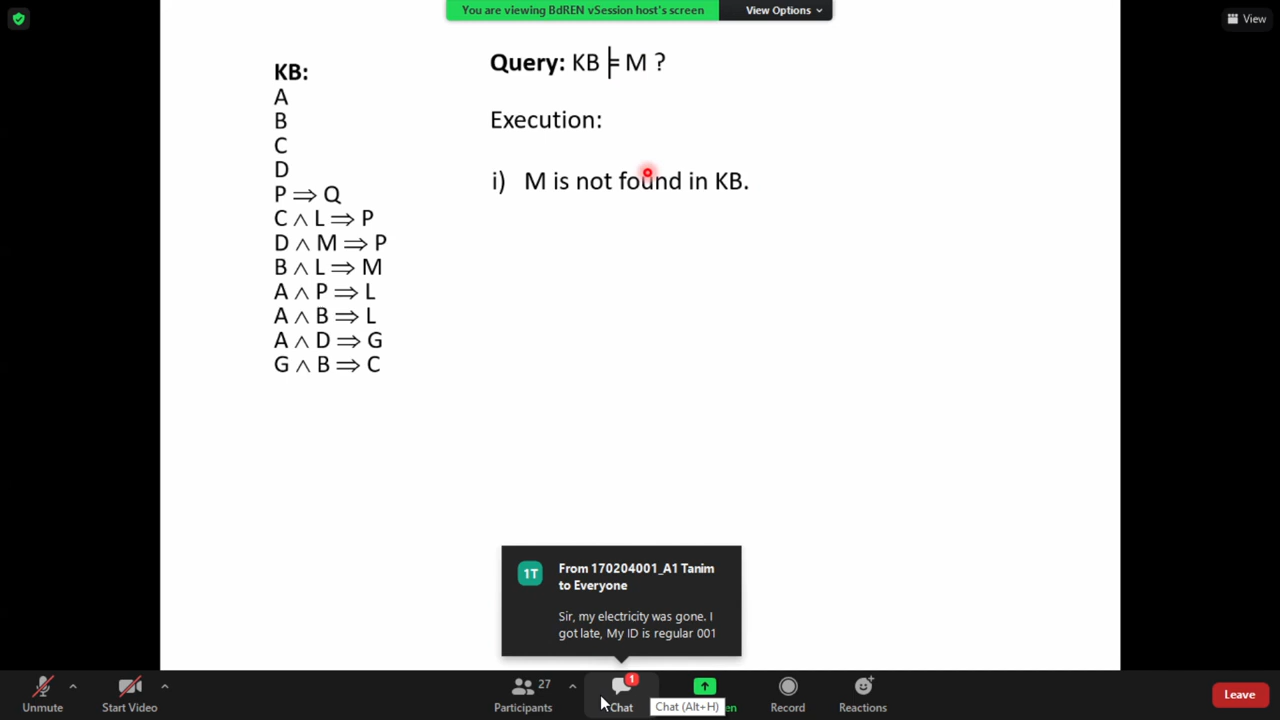 You are viewing BdREN vSession host's screen
View Options
View
KB:
A
B
C
D
P ⇒ Q
C ∧ L ⇒ P
D ∧ M ⇒ P
B ∧ L ⇒ M
A ∧ P ⇒ L
A ∧ B ⇒ L
A ∧ D ⇒ G
G ∧ B ⇒ C
Query: KB ⊨ M ?
Execution:
i) M is not found in KB.
1T
From 170204001_A1 Tanim
to Everyone
Sir, my electricity was gone. I
got late, My ID is regular 001
Unmute
Start Video
27
Participants
1
Chat
Chat (Alt+H)
en
Record
Reactions
Leave